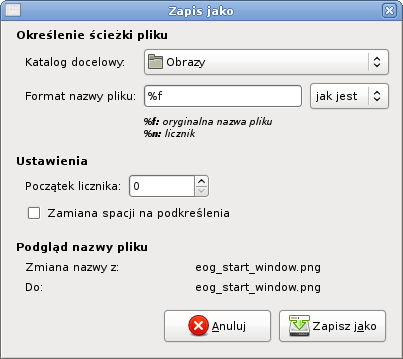 Zapis jako
Określenie ścieżki pliku
Katalog docelowy: Obrazy
Format nazwy pliku: %f jak jest
%f: oryginalna nazwa pliku
%n: licznik
Ustawienia
Początek licznika: 0
Zamiana spacji na podkreślenia
Podgląd nazwy pliku
Zmiana nazwy z: eog_start_window.png
Do: eog_start_window.png
Anuluj Zapisz jako